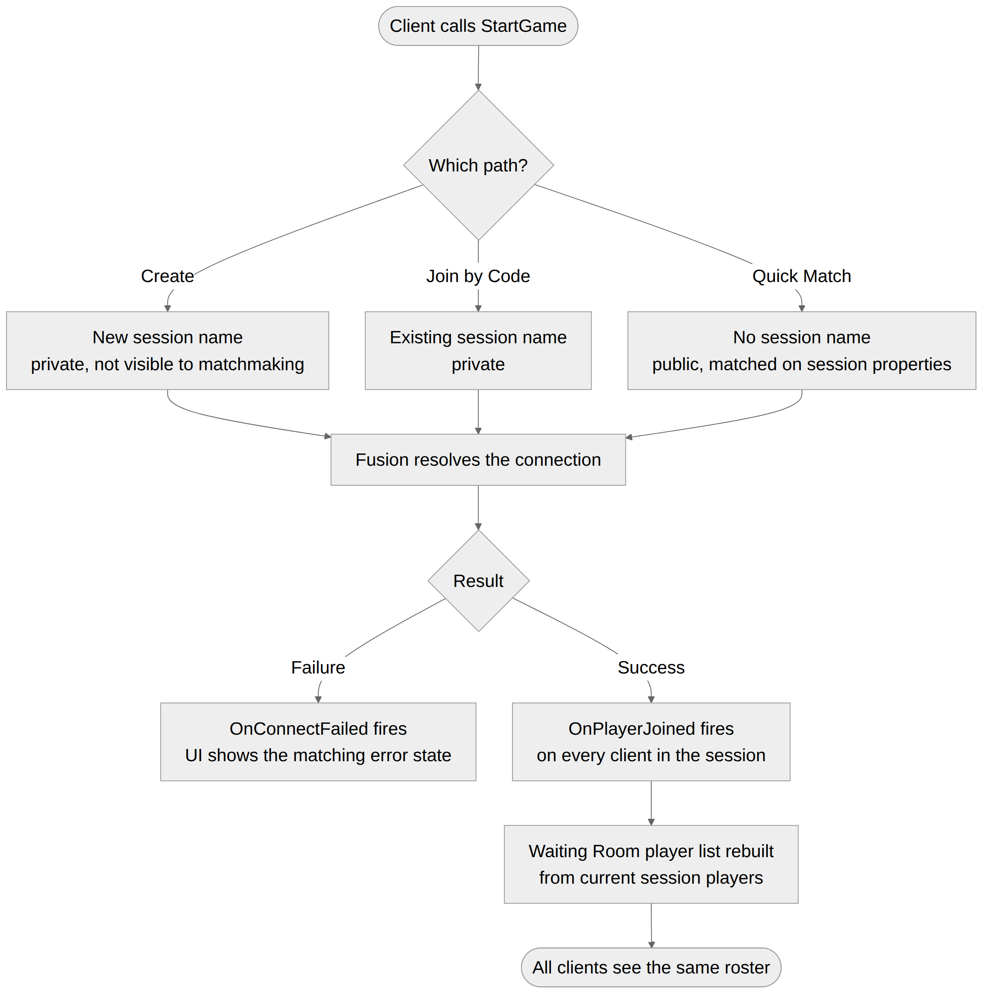 Client calls StartGame
Which path?
Create
Join by Code
Quick Match
New session name
private, not visible to matchmaking
Existing session name
private
No session name
public, matched on session properties
Fusion resolves the connection
Result
Failure
Success
OnConnectFailed fires
UI shows the matching error state
OnPlayerJoined fires
on every client in the session
Waiting Room player list rebuilt
from current session players
All clients see the same roster